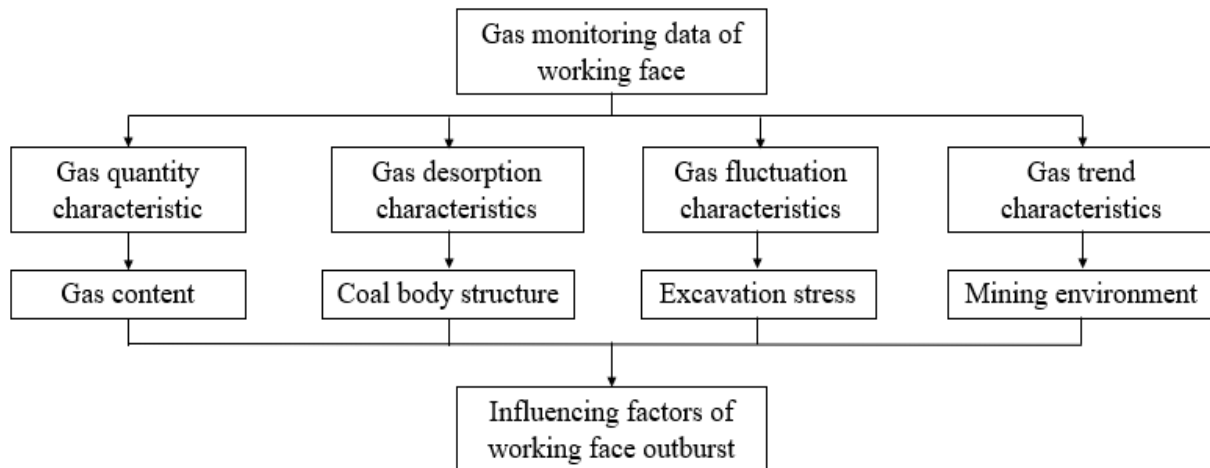 Gas monitoring data of
working face
Gas quantity
characteristic
Gas desorption
characteristics
Gas fluctuation
characteristics
Gas trend
characteristics
Gas content
Coal body structure
Excavation stress
Mining environment
Influencing factors of
working face outburst